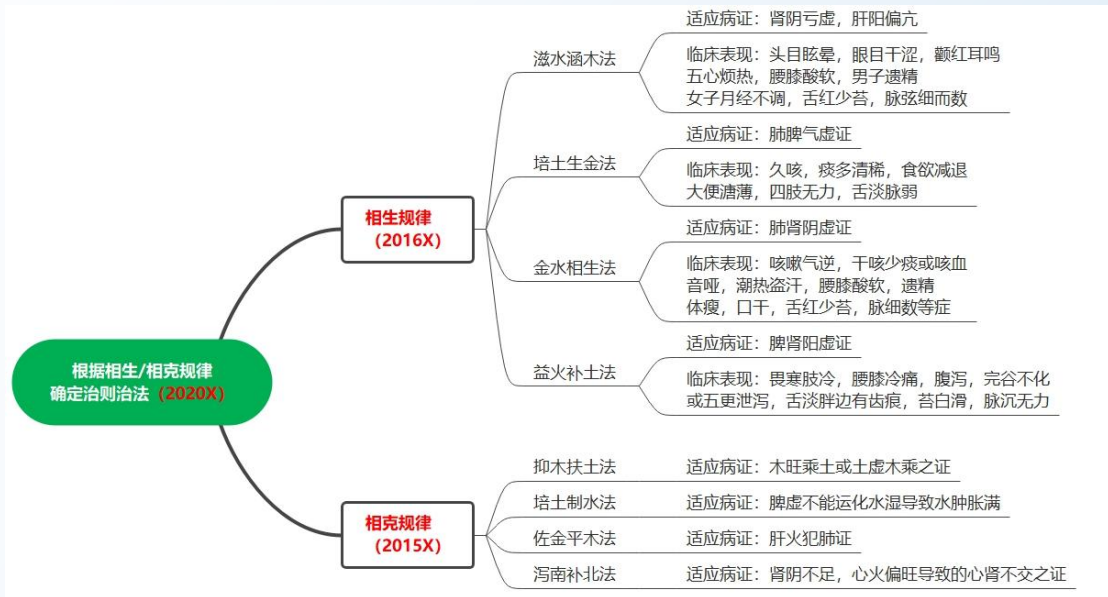 根据相生/相克规律
确定治则治法（2020X）
相生规律
（2016X）
滋水涵木法
适应病证：肾阴亏虚，肝阳偏亢
临床表现：头目眩晕，眼目干涩，颧红耳鸣
五心烦热，腰膝酸软，男子遗精
女子月经不调，舌红少苔，脉弦细而数
培土生金法
适应病证：肺脾气虚证
临床表现：久咳，痰多清稀，食欲减退
大便溏薄，四肢无力，舌淡脉弱
金水相生法
适应病证：肺肾阴虚证
临床表现：咳嗽气逆，干咳少痰或咳血
音哑，潮热盗汗，腰膝酸软，遗精
体瘦，口干，舌红少苔，脉细数等症
益火补土法
适应病证：脾肾阳虚证
临床表现：畏寒肢冷，腰膝冷痛，腹泻，完谷不化
或五更泄泻，舌淡胖边有齿痕，苔白滑，脉沉无力
相克规律
（2015X）
抑木扶土法
适应病证：木旺乘土或土虚木乘之证
培土制水法
适应病证：脾虚不能运化水湿导致水肿胀满
佐金平木法
适应病证：肝火犯肺证
泻南补北法
适应病证：肾阴不足，心火偏旺导致的心肾不交之证